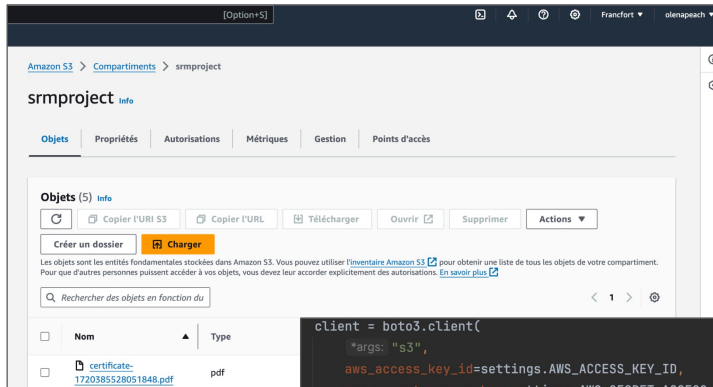 [Option+S]
Francfort ▼ olenapeach ▼
Amazon S3 > Compartiments > srmproject
srmproject Info
Objets Propriétés Autorisations Métriques Gestion Points d'accès
Objets (5) Info
Copier l'URI S3 Copier l'URL Télécharger Ouvrir Supprimer Actions ▼
Créer un dossier Charger
Les objets sont les entités fondamentales stockées dans Amazon S3. Vous pouvez utiliser l'inventaire Amazon S3 pour obtenir une liste de tous les objets de votre compartiment.
Pour que d'autres personnes puissent accéder à vos objets, vous devez leur accorder explicitement des autorisations. En savoir plus
Rechercher des objets en fonction du
< 1 >
Nom ▲ Type
certificate-
1720385528051848.pdf pdf
client = boto3.client(
*args: "s3",
aws_access_key_id=settings.AWS_ACCESS_KEY_ID,